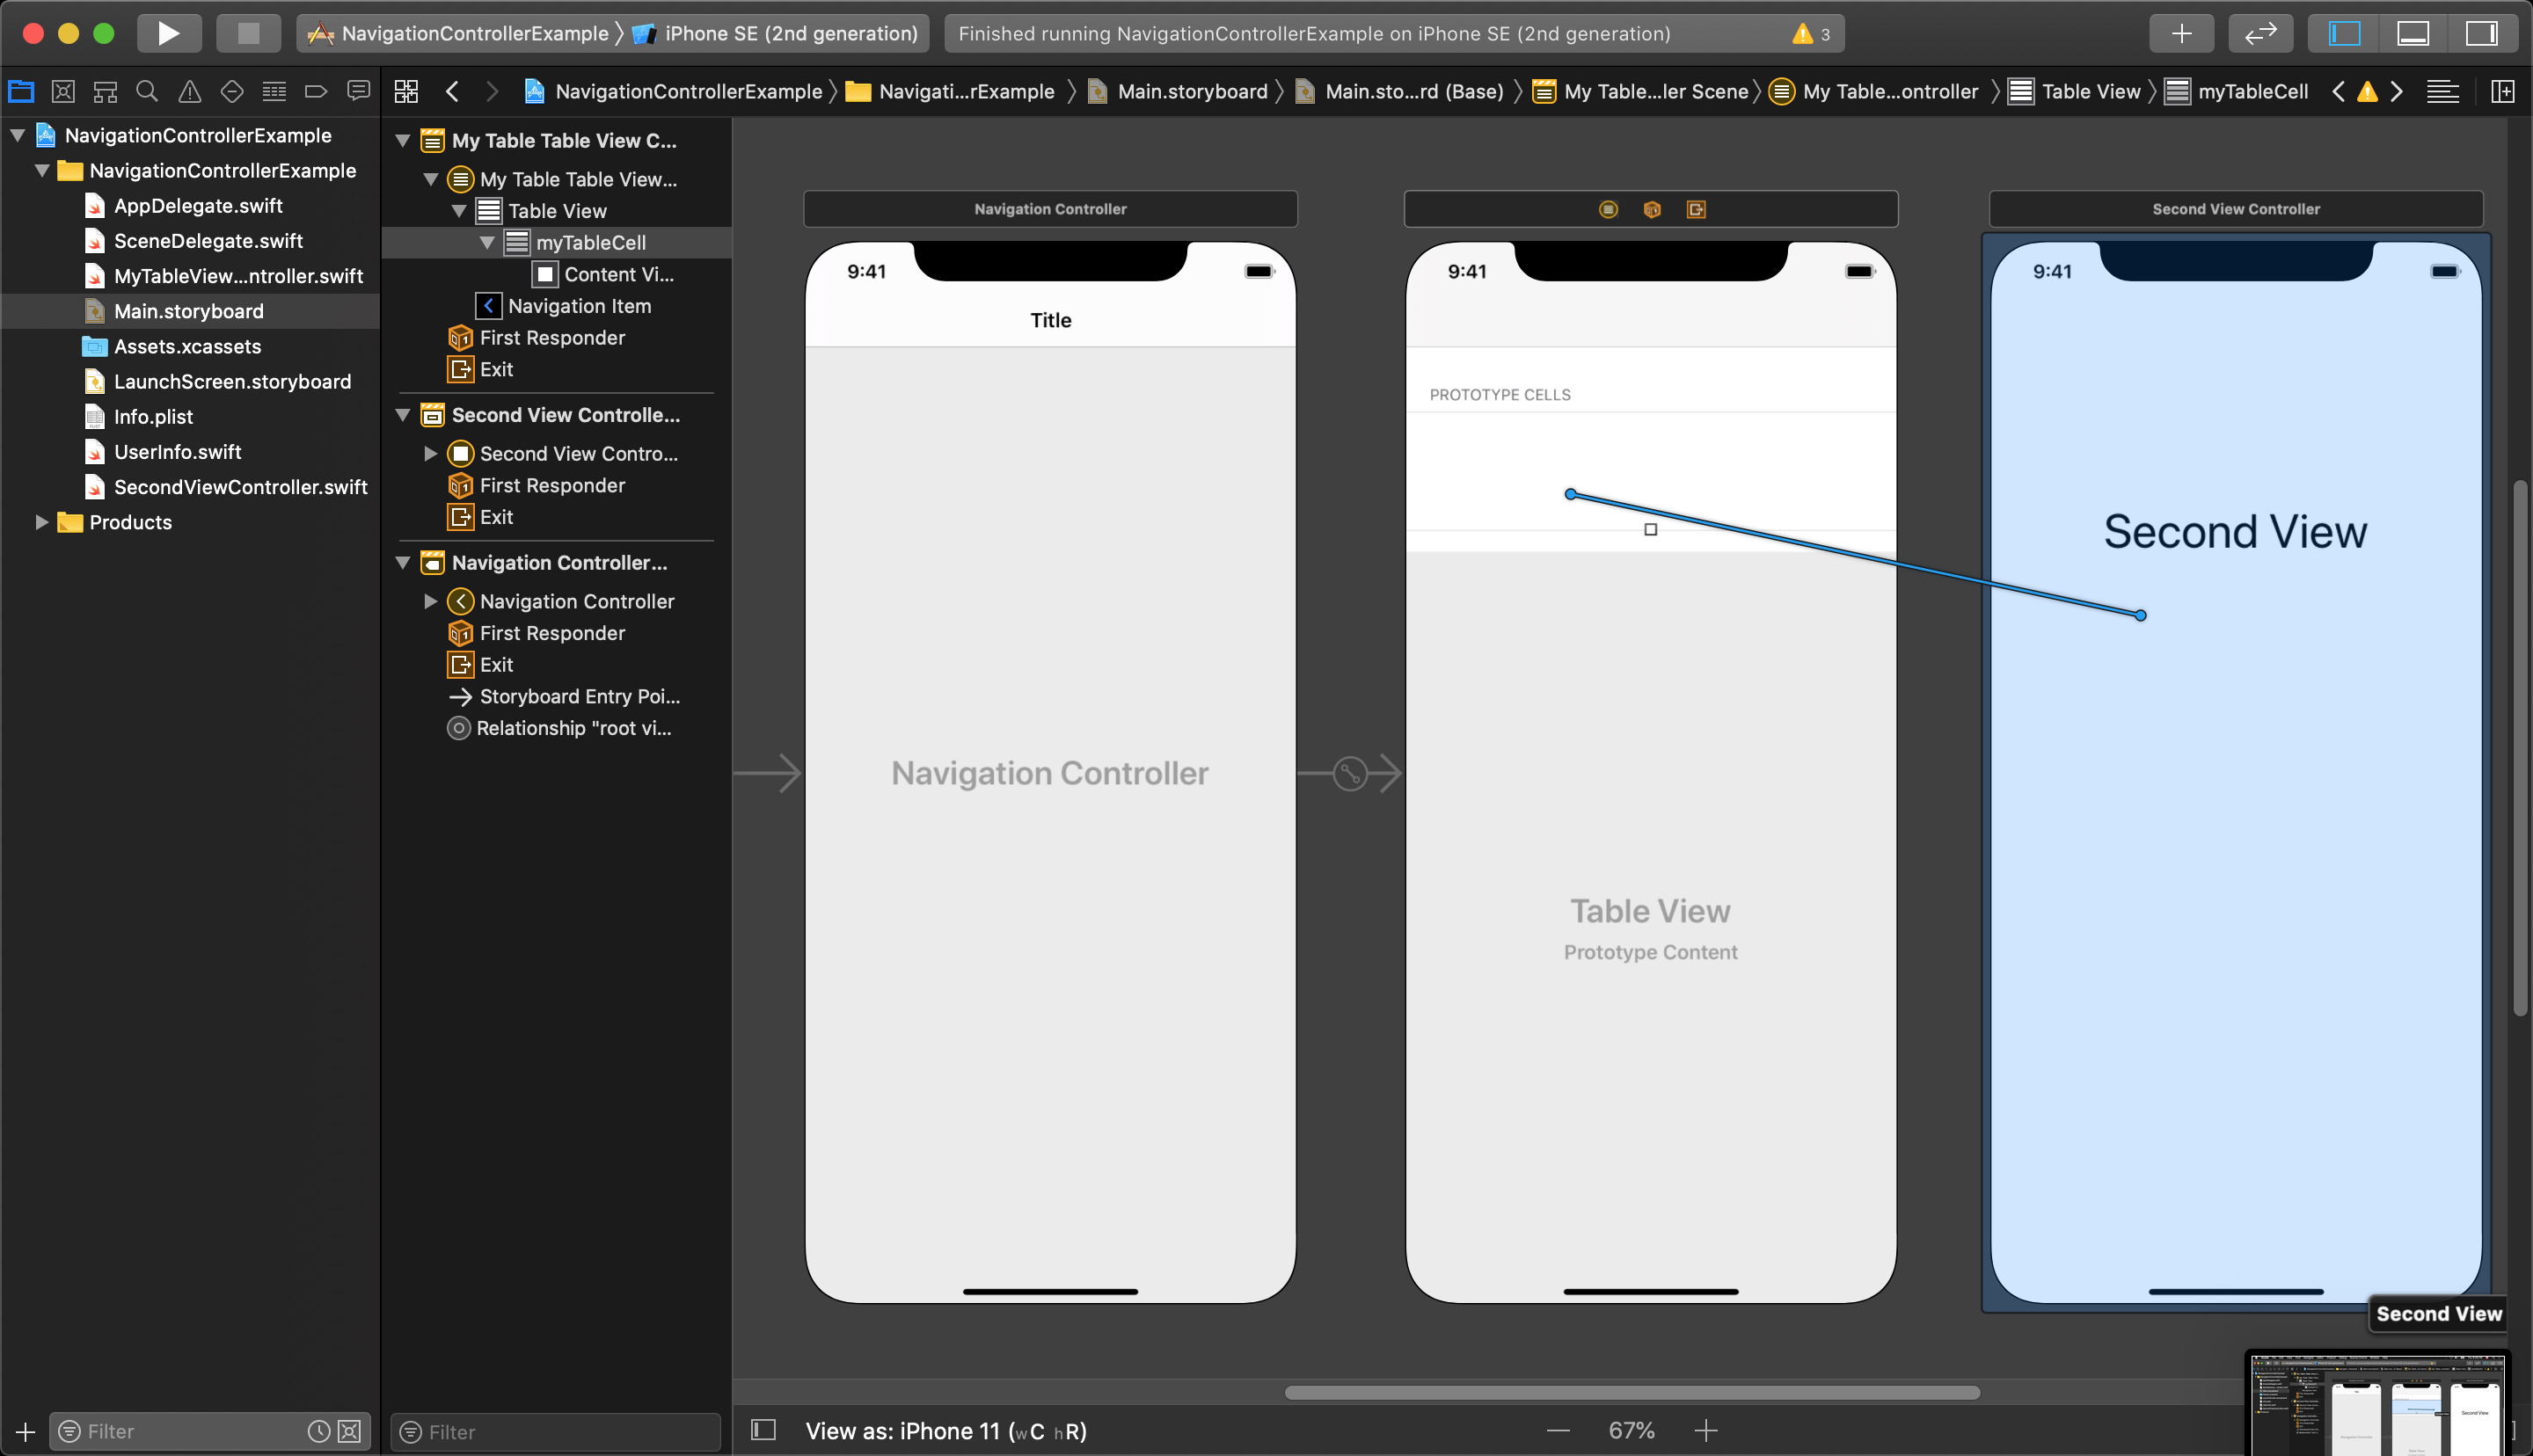 NavigationControllerExample
iPhone SE (2nd generation)
Finished running NavigationControllerExample on iPhone SE (2nd generation)
3
NavigationControllerExample
Navigati...rExample
Main.storyboard
Main.sto...rd (Base)
My Table...ler Scene
My Table...ontroller
Table View
myTableCell
NavigationControllerExample
NavigationControllerExample
AppDelegate.swift
SceneDelegate.swift
MyTableView...ntroller.swift
Main.storyboard
Assets.xcassets
LaunchScreen.storyboard
Info.plist
UserInfo.swift
SecondViewController.swift
Products
Filter
My Table Table View C...
My Table Table View...
Table View
myTableCell
Content Vi...
Navigation Item
First Responder
Exit
Second View Controlle...
Second View Contro...
First Responder
Exit
Navigation Controller...
Navigation Controller
First Responder
Exit
Storyboard Entry Poi...
Relationship "root vi...
Filter
Navigation Controller
9:41
Title
Navigation Controller
9:41
PROTOTYPE CELLS
Table View
Prototype Content
Second View Controller
9:41
Second View
Second View
View as: iPhone 11 (wC hR)
67%